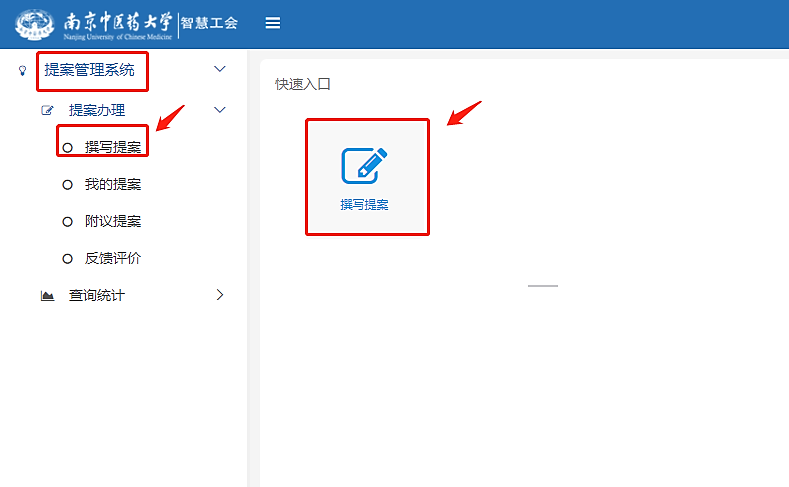 南京中医药大学 智慧工会
Nanjing University of Chinese Medicine
提案管理系统
提案办理
撰写提案
我的提案
附议提案
反馈评价
查询统计
快速入口
撰写提案